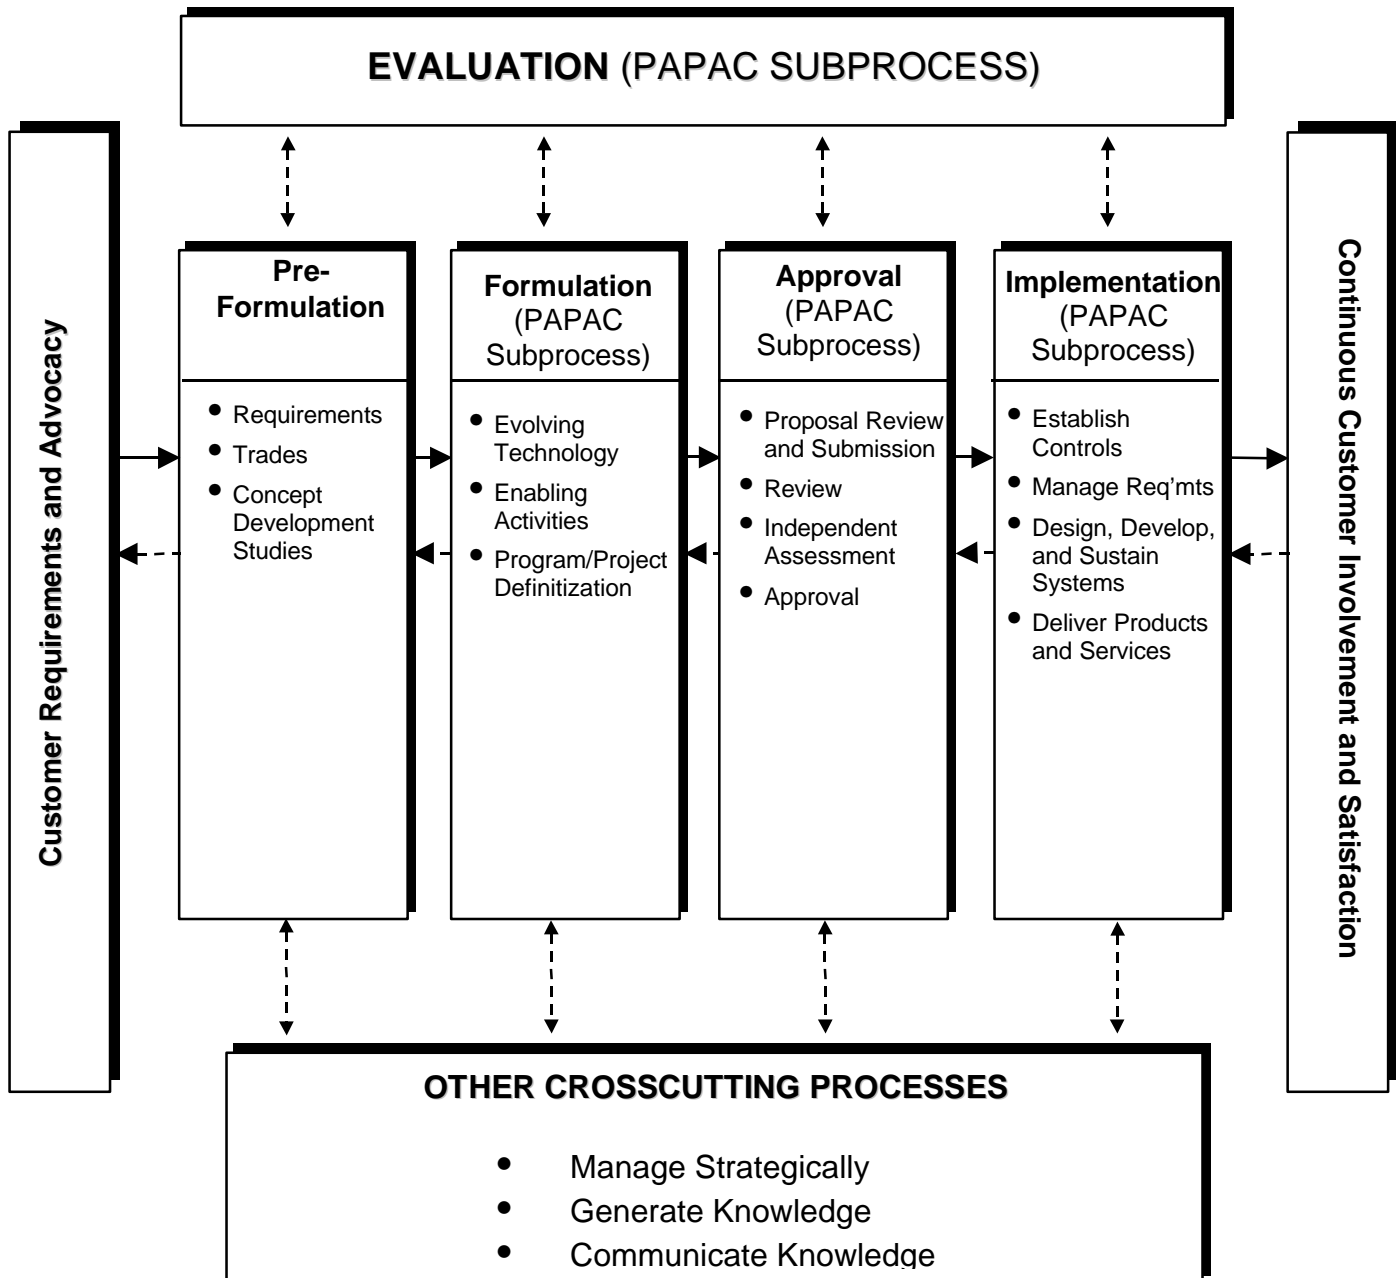 EVALUATION (PAPAC SUBPROCESS)
Customer Requirements and Advocacy
Pre-
Formulation
• Requirements
• Trades
• Concept
Development
Studies
Formulation
(PAPAC
Subprocess)
• Evolving
Technology
• Enabling
Activities
• Program/Project
Definitization
Approval
(PAPAC
Subprocess)
• Proposal Review
and Submission
• Review
• Independent
Assessment
• Approval
Implementation
(PAPAC
Subprocess)
• Establish
Controls
• Manage Req’mts
• Design, Develop,
and Sustain
Systems
• Deliver Products
and Services
Continuous Customer Involvement and Satisfaction
OTHER CROSSCUTTING PROCESSES
• Manage Strategically
• Generate Knowledge
• Communicate Knowledge